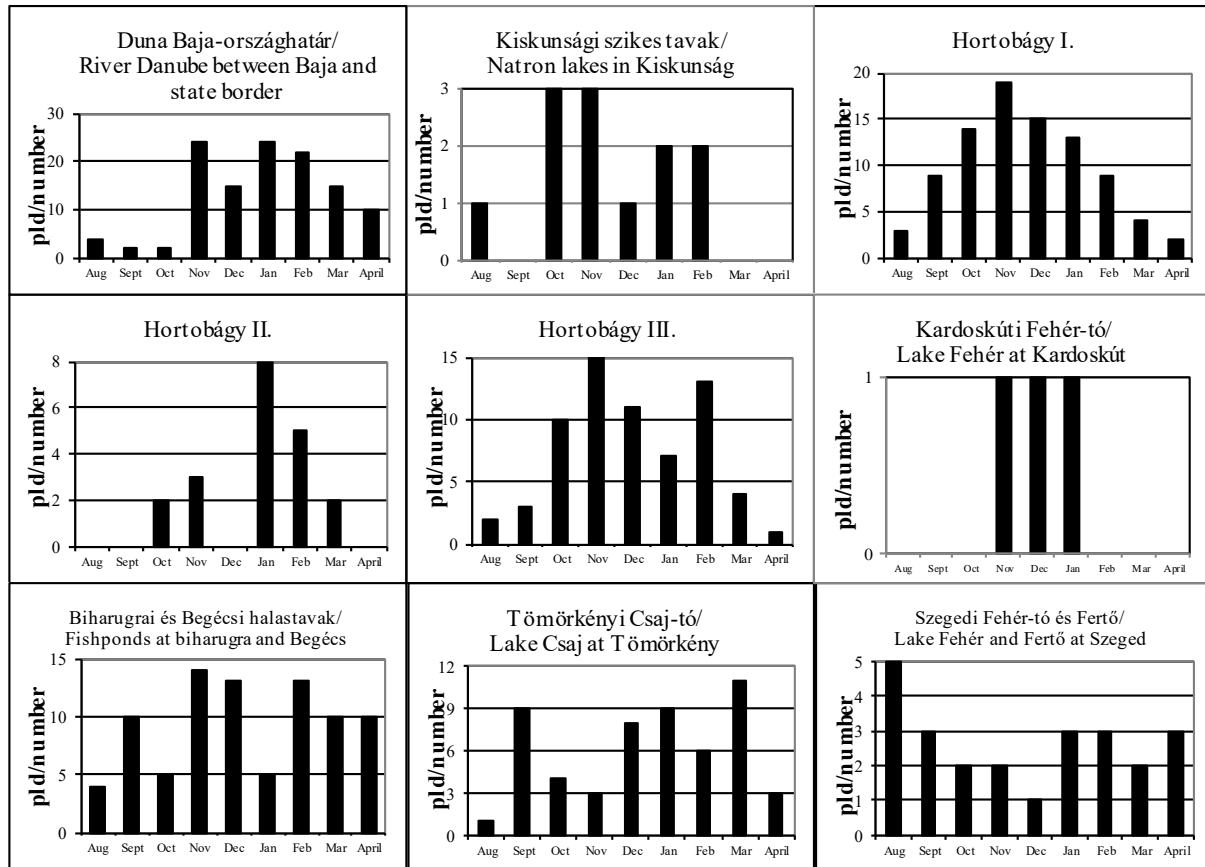 Duna Baja-országhatár/
River Danube between Baja and
state border
pld/number
30
20
10
0
Aug Sept Oct Nov Dec Jan Feb Mar April
Kiskunsági szikes tavak/
Natron lakes in Kiskunság
pld/number
3
2
1
0
Aug Sept Oct Nov Dec Jan Feb Mar April
Hortobágy I.
pld/number
20
15
10
5
0
Aug Sept Oct Nov Dec Jan Feb Mar April
Hortobágy II.
pld/number
8
6
4
2
0
Aug Sept Oct Nov Dec Jan Feb Mar April
Hortobágy III.
pld/number
15
10
5
0
Aug Sept Oct Nov Dec Jan Feb Mar April
Kardoskúti Fehér-tó/
Lake Fehér at Kardoskút
pld/number
1
0
Aug Sept Oct Nov Dec Jan Feb Mar April
Biharugrai és Begécsi halastavak/
Fishponds at biharugra and Begécs
pld/number
15
10
5
0
Aug Sept Oct Nov Dec Jan Feb Mar April
Tömörkényi Csaj-tó/
Lake Csaj at Tömörkény
pld/number
12
9
6
3
0
Aug Sept Oct Nov Dec Jan Feb Mar April
Szegedi Fehér-tó és Fertő/
Lake Fehér and Fertő at Szeged
pld/number
5
4
3
2
1
0
Aug Sept Oct Nov Dec Jan Feb Mar April